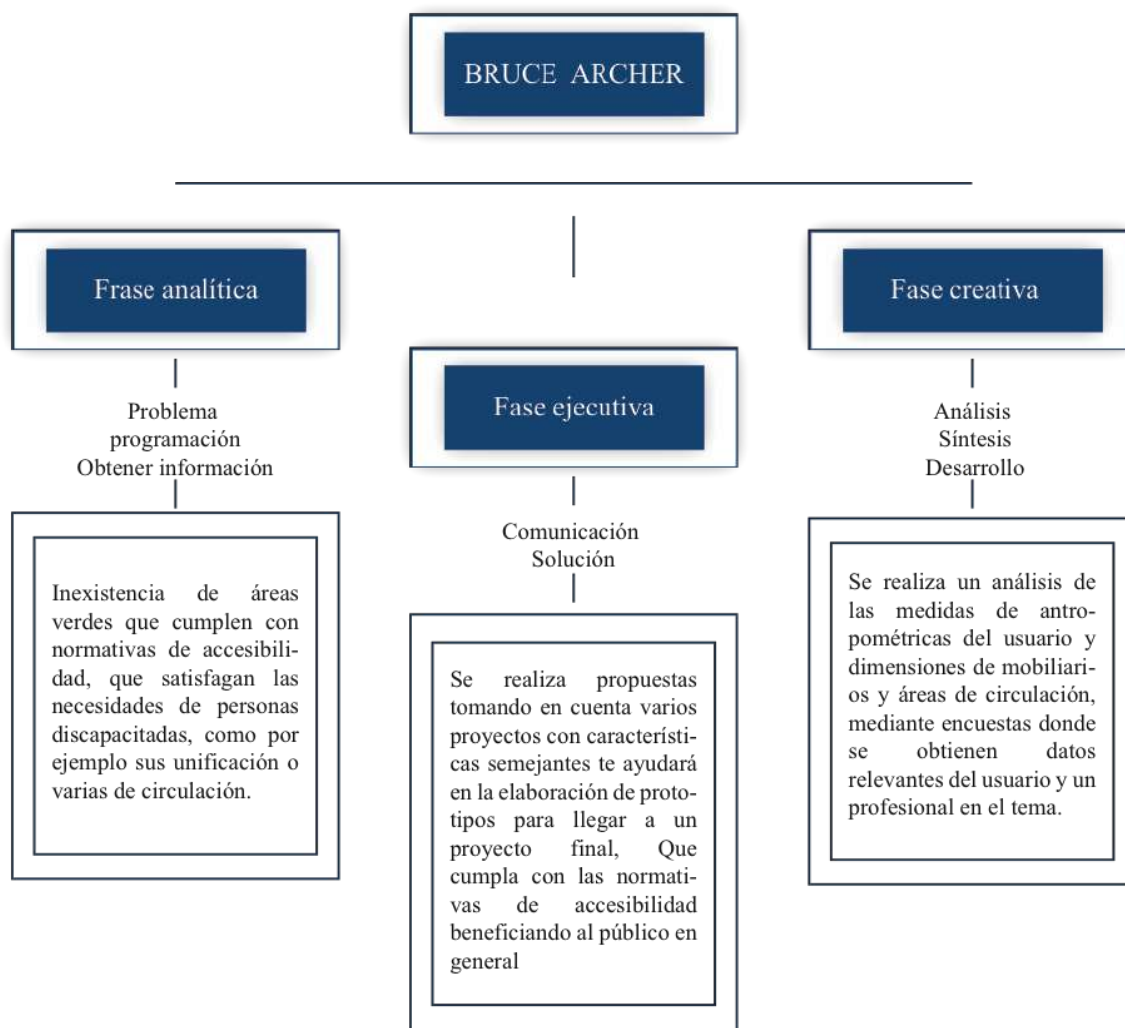 BRUCE ARCHER
Frase analítica
Problema
programación
Obtener información
Inexistencia de áreas
verdes que cumplen con
normativas de accesibili-
dad, que satisfagan las
necesidades de personas
discapacitadas, como por
ejemplo sus unificación o
varias de circulación.
Fase ejecutiva
Comunicación
Solución
Se realiza propuestas
tomando en cuenta varios
proyectos con característi-
cas semejantes te ayudará
en la elaboración de proto-
tipos para llegar a un
proyecto final, Que
cumpla con las normati-
vas de accesibilidad
beneficiando al público en
general
Fase creativa
Análisis
Síntesis
Desarrollo
Se realiza un análisis de
las medidas de antro-
pométricas del usuario y
dimensiones de mobiliari-
os y áreas de circulación,
mediante encuestas donde
se obtienen datos
relevantes del usuario y un
profesional en el tema.